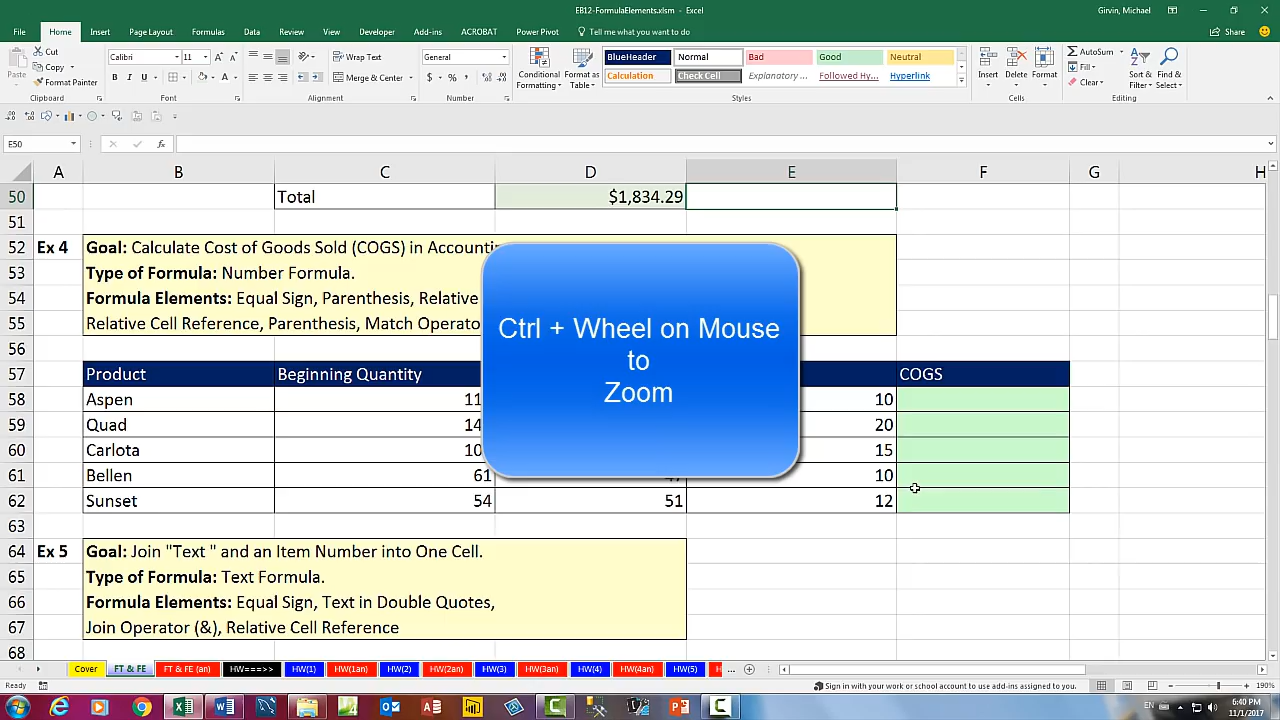 EB12-FormulaElements.xlsm - Excel
Girvin, Michael
File Home Insert Page Layout Formulas Data Review View Developer Add-ins ACROBAT Power Pivot Tell me what you want to do Share
Paste Cut Copy Format Painter
Calibri 11 Wrap Text General
B I U Merge & Center $ % ,
Conditional Formatting Format as Table
BlueHeader Normal Bad Good Neutral
Calculation Check Cell Explanatory ... Followed Hy... Hyperlink
Insert Delete Format
AutoSum Fill Clear Sort & Filter Find & Select
Clipboard Font Alignment Number Styles Cells Editing
E50 fx
A B C D E F G H
50 Total $1,834.29
51
52 Ex 4 Goal: Calculate Cost of Goods Sold (COGS) in Accounti
53 Type of Formula: Number Formula.
54 Formula Elements: Equal Sign, Parenthesis, Relative
55 Relative Cell Reference, Parenthesis, Match Operato
56
57 Product Beginning Quantity COGS
58 Aspen 11 10
59 Quad 14 20
60 Carlota 10 15
61 Bellen 61 10
62 Sunset 54 51 12
63
Ctrl + Wheel on Mouse
to
Zoom
64 Ex 5 Goal: Join "Text " and an Item Number into One Cell.
65 Type of Formula: Text Formula.
66 Formula Elements: Equal Sign, Text in Double Quotes,
67 Join Operator (&), Relative Cell Reference
68
Cover FT & FE FT & FE (an) HW===>> HW(1) HW(1an) HW(2) HW(2an) HW(3) HW(3an) HW(4) HW(4an) HW(5) H ...
Ready Sign in with your work or school account to use add-ins assigned to you. 190%
EN 6:40 PM
11/1/2017